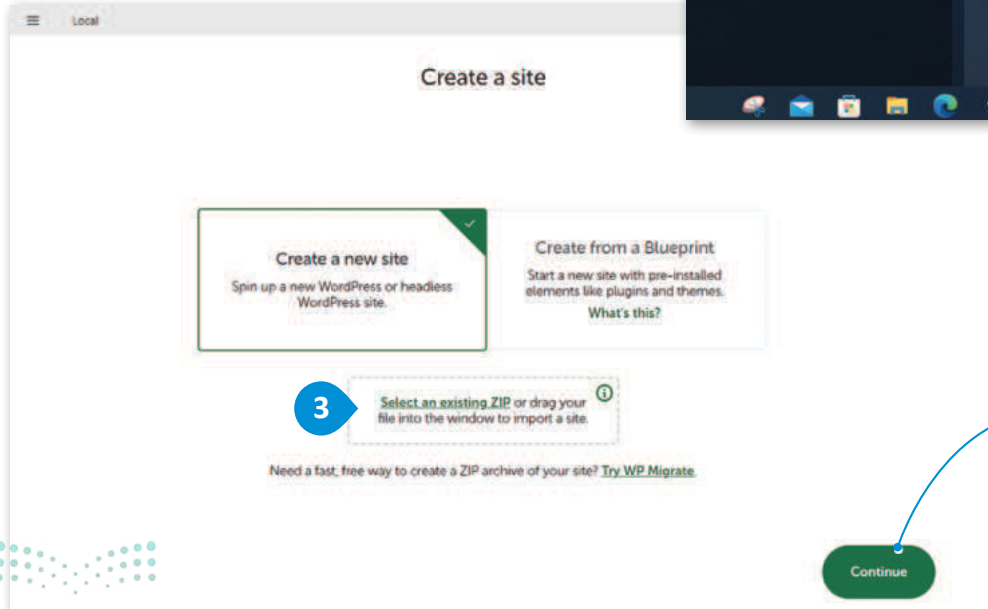 Local
Create a site
Create a new site
Spin up a new WordPress or headless
WordPress site.
Create from a Blueprint
Start a new site with pre-installed
elements like plugins and themes.
What's this?
3
Select an existing ZIP or drag your
file into the window to import a site.
Need a fast, free way to create a ZIP archive of your site? Try WP Migrate
Continue